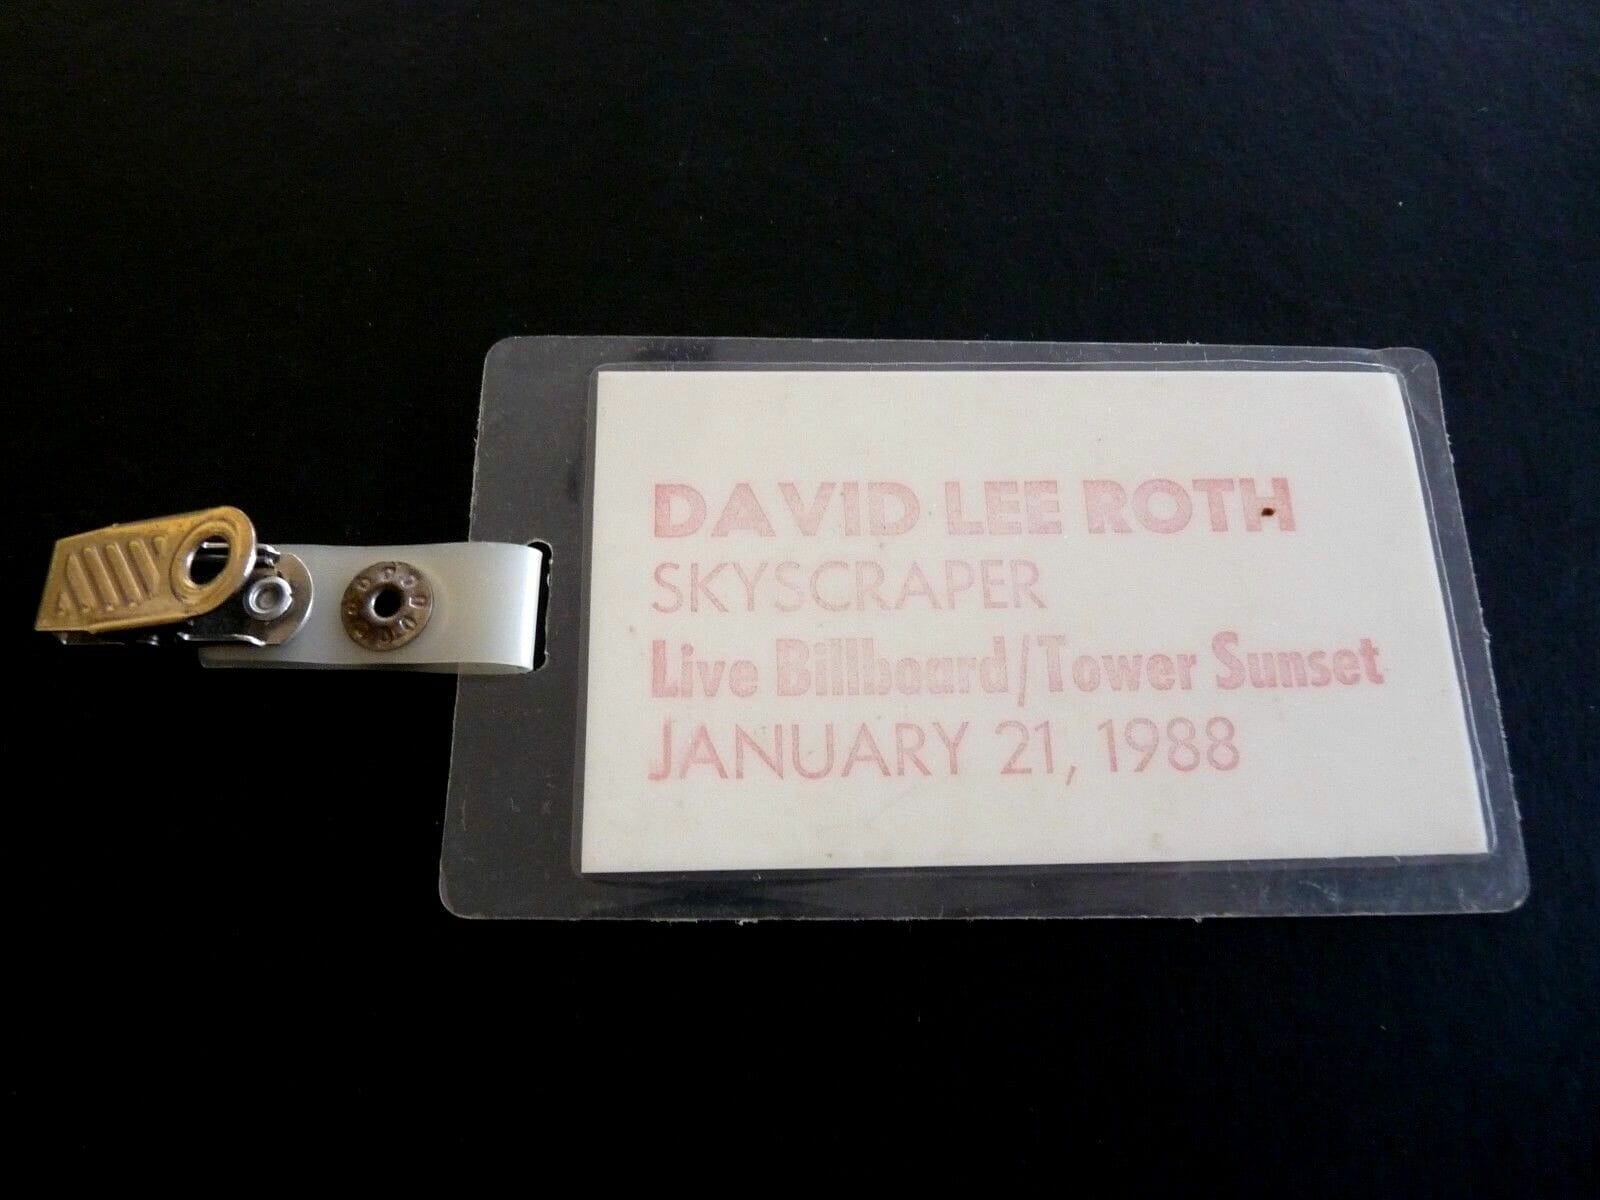 DAVID LEE ROTH
SKYSCRAPER
Live Billboard/Tower Sunset
JANUARY 21, 1988